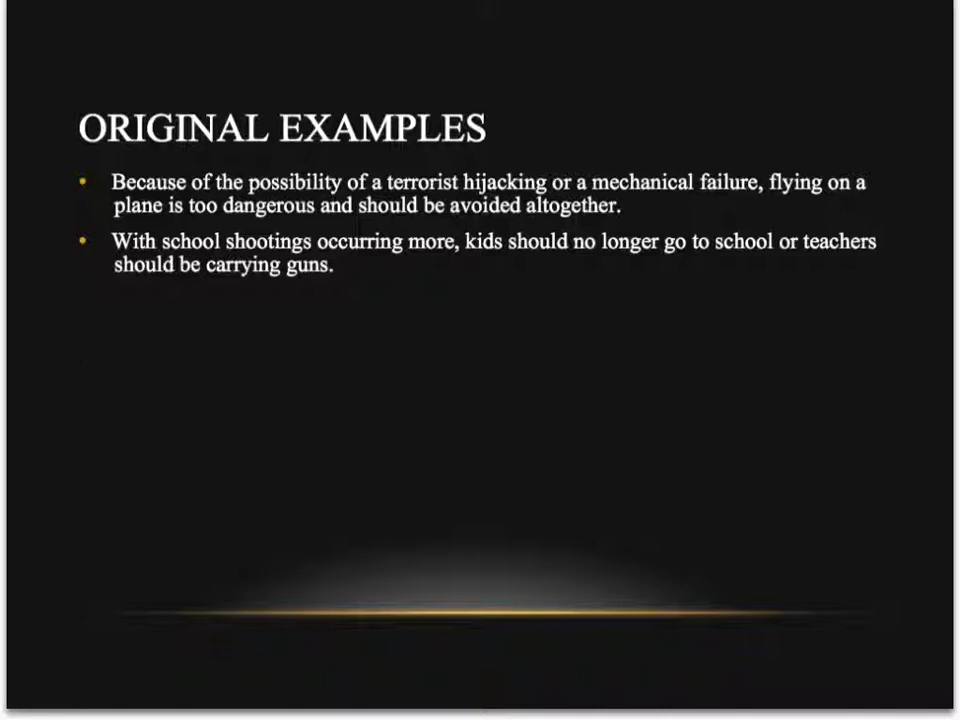 ORIGINAL EXAMPLES
• Because of the possibility of a terrorist hijacking or a mechanical failure, flying on a
plane is too dangerous and should be avoided altogether.
• With school shootings occurring more, kids should no longer go to school or teachers
should be carrying guns.